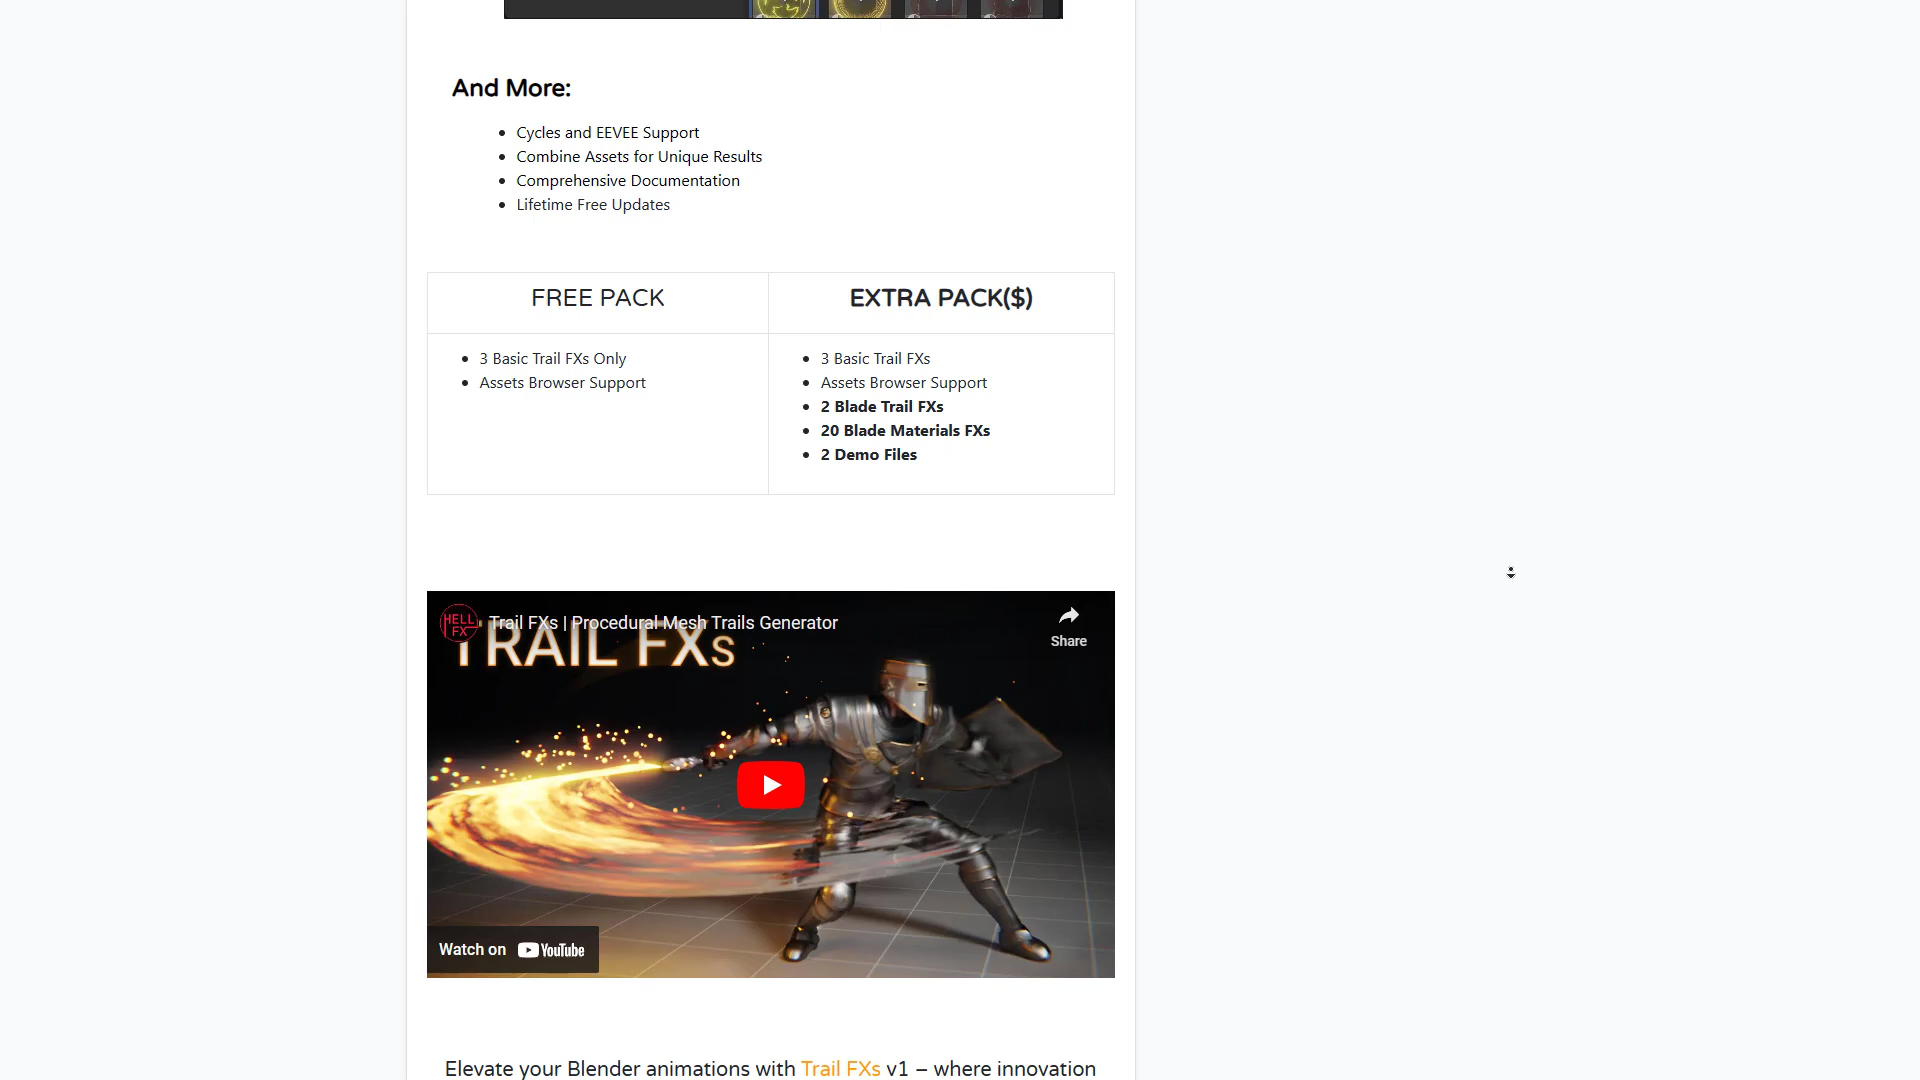 And More:
Cycles and EEVEE Support
Combine Assets for Unique Results
Comprehensive Documentation
Lifetime Free Updates
FREE PACK
EXTRA PACK($)
3 Basic Trail FXs Only
Assets Browser Support
3 Basic Trail FXs
Assets Browser Support
2 Blade Trail FXs
20 Blade Materials FXs
2 Demo Files
HELL
FX
Trail FXs | Procedural Mesh Trails Generator
Share
TRAIL FXs
Watch on YouTube
Elevate your Blender animations with Trail FXs v1 – where innovation